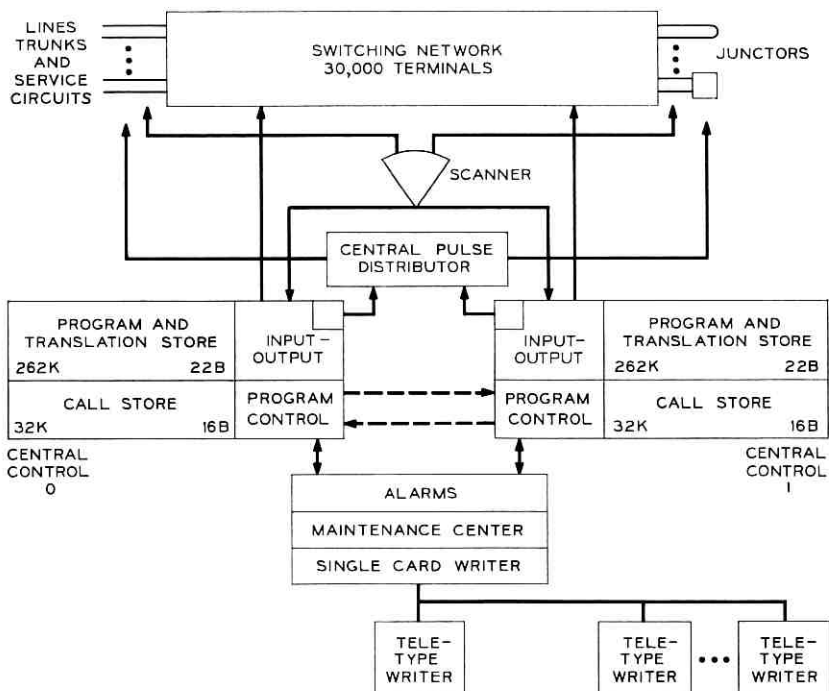 LINES
TRUNKS
AND
SERVICE
CIRCUITS
SWITCHING NETWORK
30,000 TERMINALS
JUNCTORS
SCANNER
CENTRAL PULSE
DISTRIBUTOR
PROGRAM AND
TRANSLATION STORE
262K 22B
INPUT-
OUTPUT
CALL STORE
32K 16B
PROGRAM
CONTROL
CENTRAL
CONTROL
0
INPUT-
OUTPUT
PROGRAM AND
TRANSLATION STORE
262K 22B
PROGRAM
CONTROL
CALL STORE
32K 16B
CENTRAL
CONTROL
1
ALARMS
MAINTENANCE CENTER
SINGLE CARD WRITER
TELE-
TYPE
WRITER
TELE-
TYPE
WRITER
TELE-
TYPE
WRITER